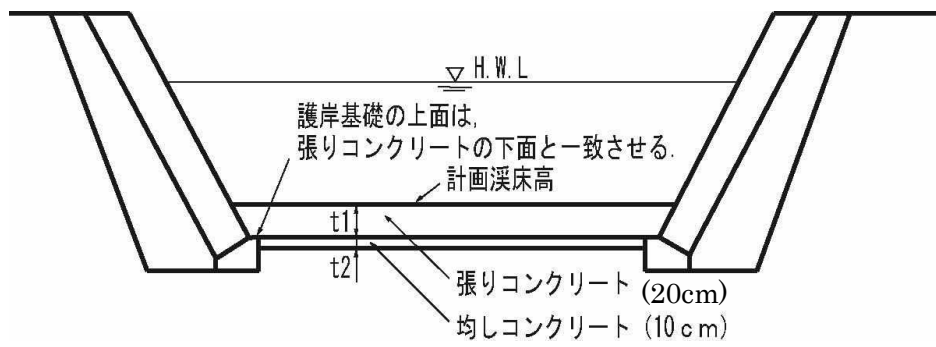 H.W.L
護岸基礎の上面は,
張りコンクリートの下面と一致させる.
計画渓床高
t1
t2
張りコンクリート (20cm)
均しコンクリート (10cm)